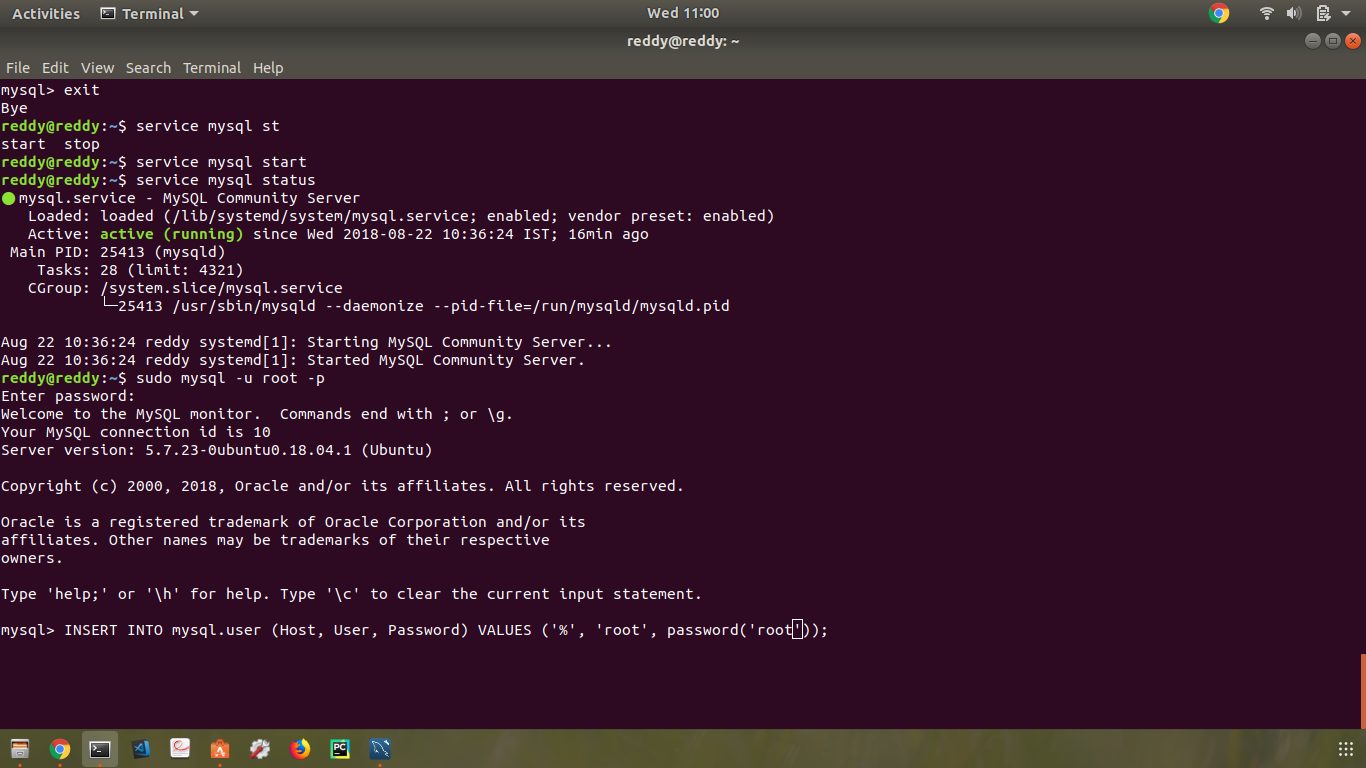 Activities Terminal Wed 11:00
reddy@reddy: ~
File Edit View Search Terminal Help
mysql> exit
Bye
reddy@reddy:~$ service mysql st
start  stop
reddy@reddy:~$ service mysql start
reddy@reddy:~$ service mysql status
mysql.service - MySQL Community Server
   Loaded: loaded (/lib/systemd/system/mysql.service; enabled; vendor preset: enabled)
   Active: active (running) since Wed 2018-08-22 10:36:24 IST; 16min ago
 Main PID: 25413 (mysqld)
    Tasks: 28 (limit: 4321)
   CGroup: /system.slice/mysql.service
           └─25413 /usr/sbin/mysqld --daemonize --pid-file=/run/mysqld/mysqld.pid
Aug 22 10:36:24 reddy systemd[1]: Starting MySQL Community Server...
Aug 22 10:36:24 reddy systemd[1]: Started MySQL Community Server.
reddy@reddy:~$ sudo mysql -u root -p
Enter password:
Welcome to the MySQL monitor.  Commands end with ; or \g.
Your MySQL connection id is 10
Server version: 5.7.23-0ubuntu0.18.04.1 (Ubuntu)
Copyright (c) 2000, 2018, Oracle and/or its affiliates. All rights reserved.
Oracle is a registered trademark of Oracle Corporation and/or its
affiliates. Other names may be trademarks of their respective
owners.
Type 'help;' or '\h' for help. Type '\c' to clear the current input statement.
mysql> INSERT INTO mysql.user (Host, User, Password) VALUES ('%', 'root', password('root'));
PC